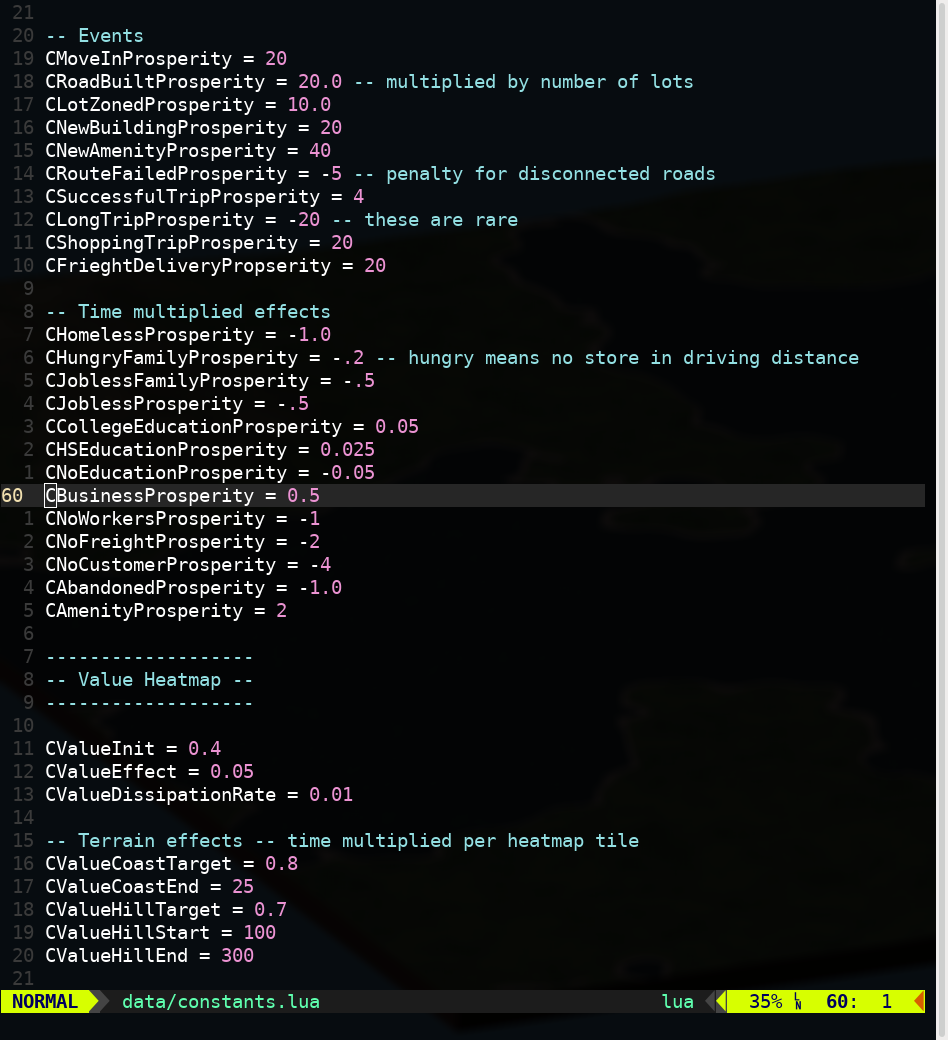 21
20 -- Events
19 CMoveInProsperity = 20
18 CRoadBuiltProsperity = 20.0 -- multiplied by number of lots
17 CLotZonedProsperity = 10.0
16 CNewBuildingProsperity = 20
15 CNewAmenityProsperity = 40
14 CRouteFailedProsperity = -5 -- penalty for disconnected roads
13 CSuccessfulTripProsperity = 4
12 CLongTripProsperity = -20 -- these are rare
11 CShoppingTripProsperity = 20
10 CFrieghtDeliveryPropserity = 20
9
8 -- Time multiplied effects
7 CHomelessProsperity = -1.0
6 CHungryFamilyProsperity = -.2 -- hungry means no store in driving distance
5 CJoblessFamilyProsperity = -.5
4 CJoblessProsperity = -.5
3 CCollegeEducationProsperity = 0.05
2 CHSEducationProsperity = 0.025
1 CNoEducationProsperity = -0.05
60 CBusinessProsperity = 0.5
1 CNoWorkersProsperity = -1
2 CNoFreightProsperity = -2
3 CNoCustomerProsperity = -4
4 CAbandonedProsperity = -1.0
5 CAmenityProsperity = 2
6
7 -------------------
8 -- Value Heatmap --
9 -------------------
10
11 CValueInit = 0.4
12 CValueEffect = 0.05
13 CValueDissipationRate = 0.01
14
15 -- Terrain effects -- time multiplied per heatmap tile
16 CValueCoastTarget = 0.8
17 CValueCoastEnd = 25
18 CValueHillTarget = 0.7
19 CValueHillStart = 100
20 CValueHillEnd = 300
21
NORMAL data/constants.lua lua 35% LN 60: 1